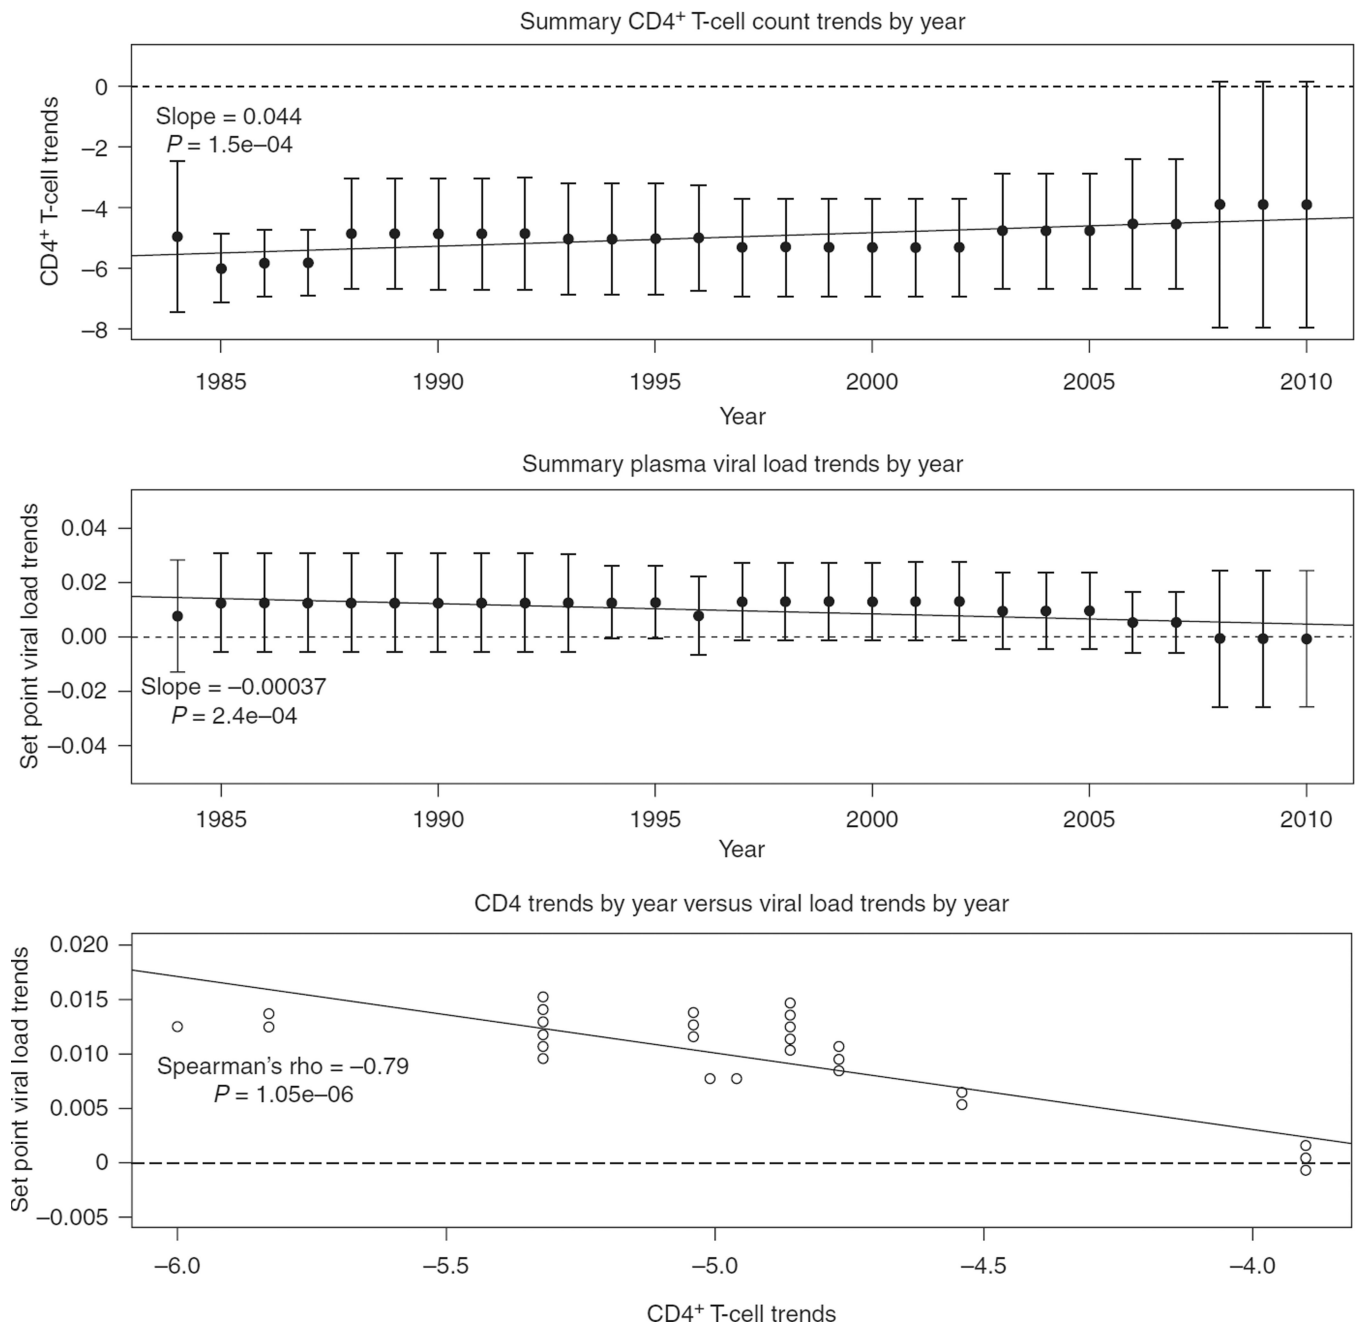 Summary CD4⁺ T-cell count trends by year
CD4⁺ T-cell trends
0
–2
–4
–6
–8
Slope = 0.044
P = 1.5e–04
1985 1990 1995 2000 2005 2010
Year
Summary plasma viral load trends by year
Set point viral load trends
0.04
0.02
0.00
–0.02
–0.04
Slope = –0.00037
P = 2.4e–04
1985 1990 1995 2000 2005 2010
Year
CD4 trends by year versus viral load trends by year
Set point viral load trends
0.020
0.015
0.010
0.005
0
–0.005
Spearman’s rho = –0.79
P = 1.05e–06
–6.0 –5.5 –5.0 –4.5 –4.0
CD4⁺ T-cell trends